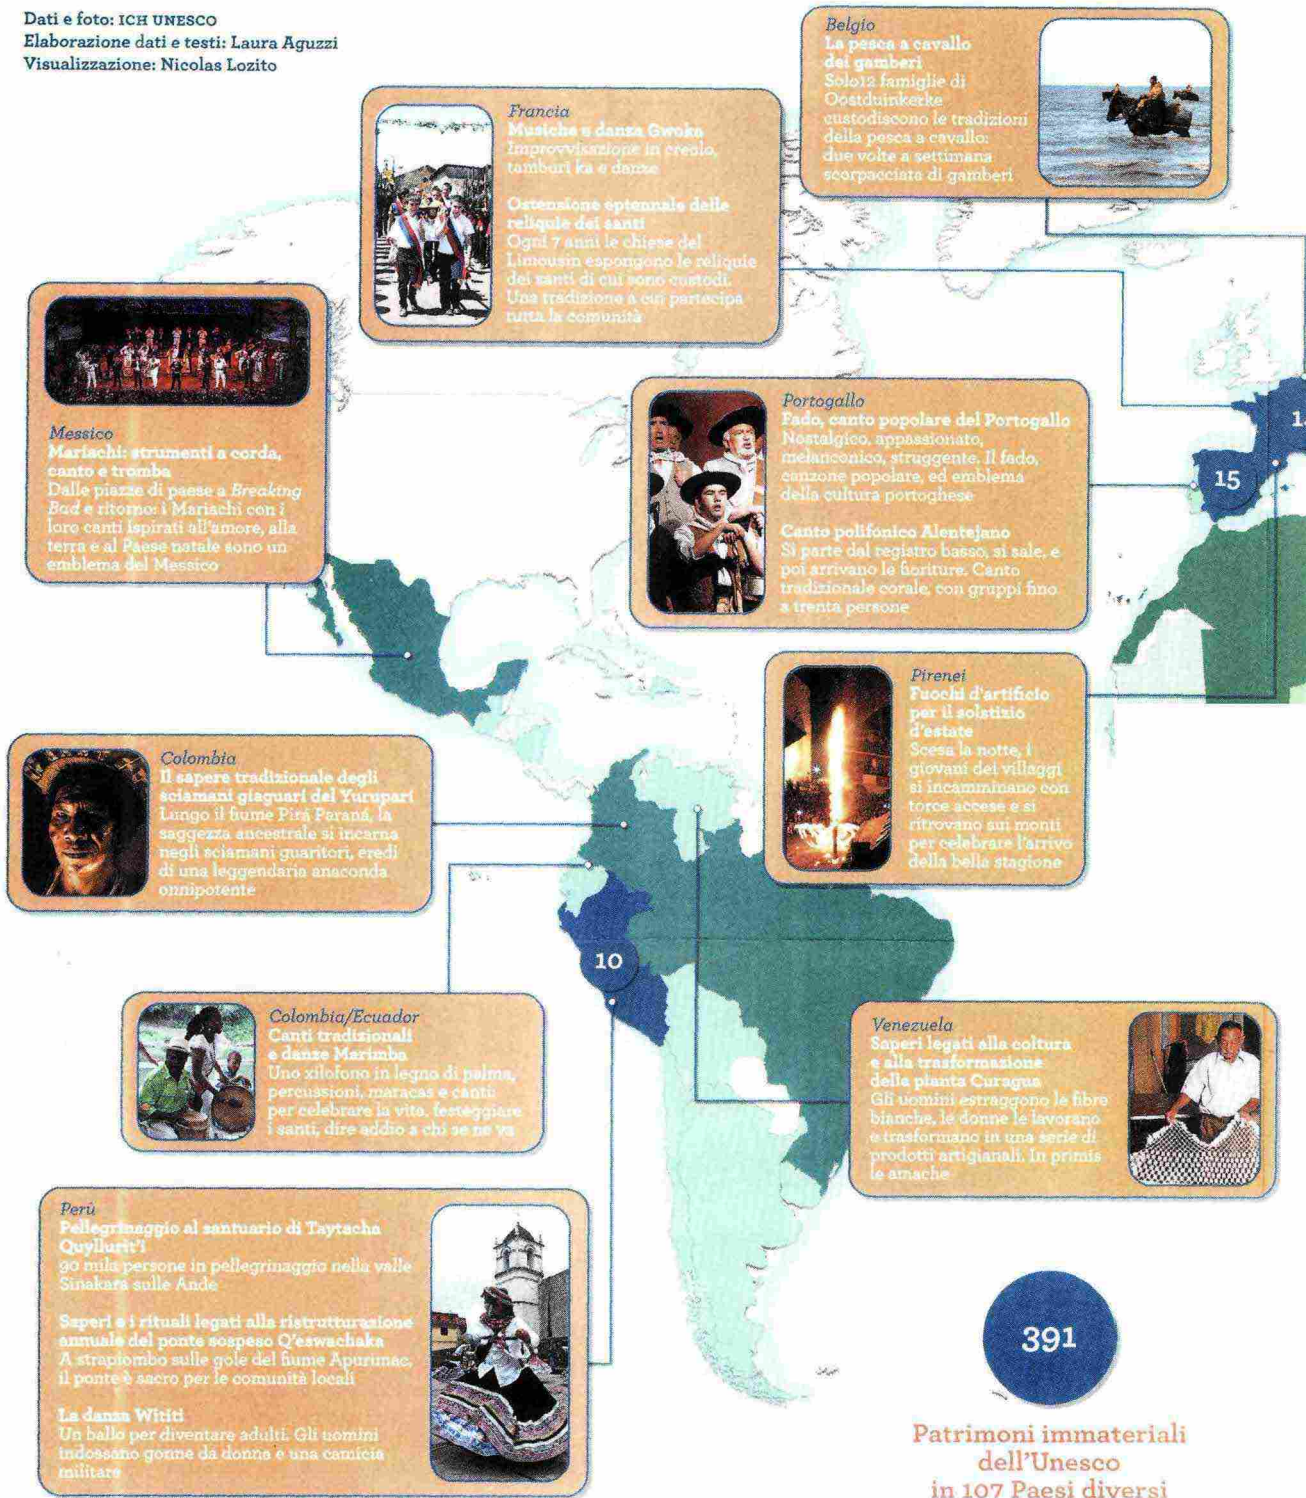 Dati e foto: ICH UNESCO
Elaborazione dati e testi: Laura Aguzzi
Visualizzazione: Nicolas Lozito
Belgio
La pesca a cavallo
dei gamberi
Solo12 famiglie di
Oostduinkerke
custodiscono le tradizioni
della pesca a cavallo:
due volte a settimana
scorpacciata di gamberi
Francia
Musiche e danza Gwoka
Improvvisazione in creolo,
tamburi ka e danze
Ostensione eptennale delle
reliquie dei santi
Ogni 7 anni le chiese del
Limousin espongono le reliquie
dei santi di cui sono custodi.
Una tradizione a cui partecipa
tutta la comunità
Messico
Mariachi: strumenti a corda,
canto e tromba
Dalle piazze di paese a Breaking
Bad e ritorno: i Mariachi con i
loro canti ispirati all'amore, alla
terra e al Paese natale sono un
emblema del Messico
Portogallo
Fado, canto popolare del Portogallo
Nostalgico, appassionato,
melanconico, struggente. Il fado,
canzone popolare, ed emblema
della cultura portoghese
Canto polifonico Alentejano
Si parte dal registro basso, si sale, e
poi arrivano le fioriture. Canto
tradizionale corale, con gruppi fino
a trenta persone
15
Pirenei
Fuochi d'artificio
per il solstizio
d'estate
Scesa la notte, i
giovani dei villaggi
si incamminano con
torce accese e si
ritrovano sui monti
per celebrare l'arrivo
della bella stagione
Colombia
Il sapere tradizionale degli
sciamani giaguari del Yuruparí
Lungo il fiume Pirá Paraná, la
saggezza ancestrale si incarna
negli sciamani guaritori, eredi
di una leggendaria anaconda
onnipotente
10
Colombia/Ecuador
Canti tradizionali
e danze Marimba
Uno xilofono in legno di palma,
percussioni, maracas e canti:
per celebrare la vita, festeggiare
i santi, dire addio a chi se ne va
Venezuela
Saperi legati alla coltura
e alla trasformazione
della pianta Curagua
Gli uomini estraggono le fibre
bianche, le donne le lavorano
e trasformano in una serie di
prodotti artigianali. In primis
le amache
Perù
Pellegrinaggio al santuario di Taytacha
Quyllurit'i
90 mila persone in pellegrinaggio nella valle
Sinakara sulle Ande
Saperi e i rituali legati alla ristrutturazione
annuale del ponte sospeso Q'eswachaka
A strapiombo sulle gole del fiume Apurimac,
il ponte è sacro per le comunità locali
La danza Wititi
Un ballo per diventare adulti. Gli uomini
indossano gonne da donna e una camicia
militare
391
Patrimoni immateriali
dell'Unesco
in 107 Paesi diversi